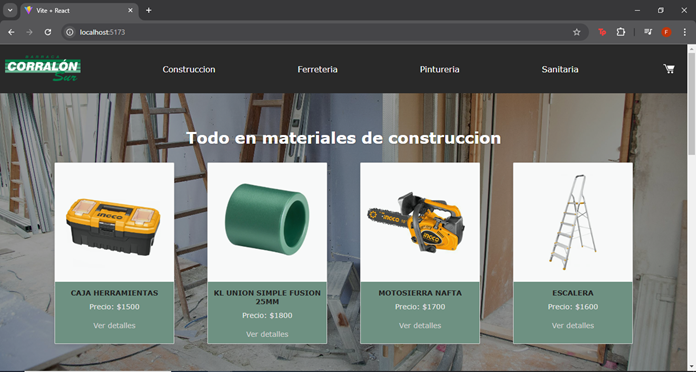 Vite + React
localhost:5173
CORRALÓN
Sur
Construccion
Ferreteria
Pintureria
Sanitaria
Todo en materiales de construccion
INGCO
INGCO
CAJA HERRAMIENTAS
Precio: $1500
Ver detalles
KL UNION SIMPLE FUSION
25MM
Precio: $1800
Ver detalles
MOTOSIERRA NAFTA
Precio: $1700
Ver detalles
ESCALERA
Precio: $1600
Ver detalles